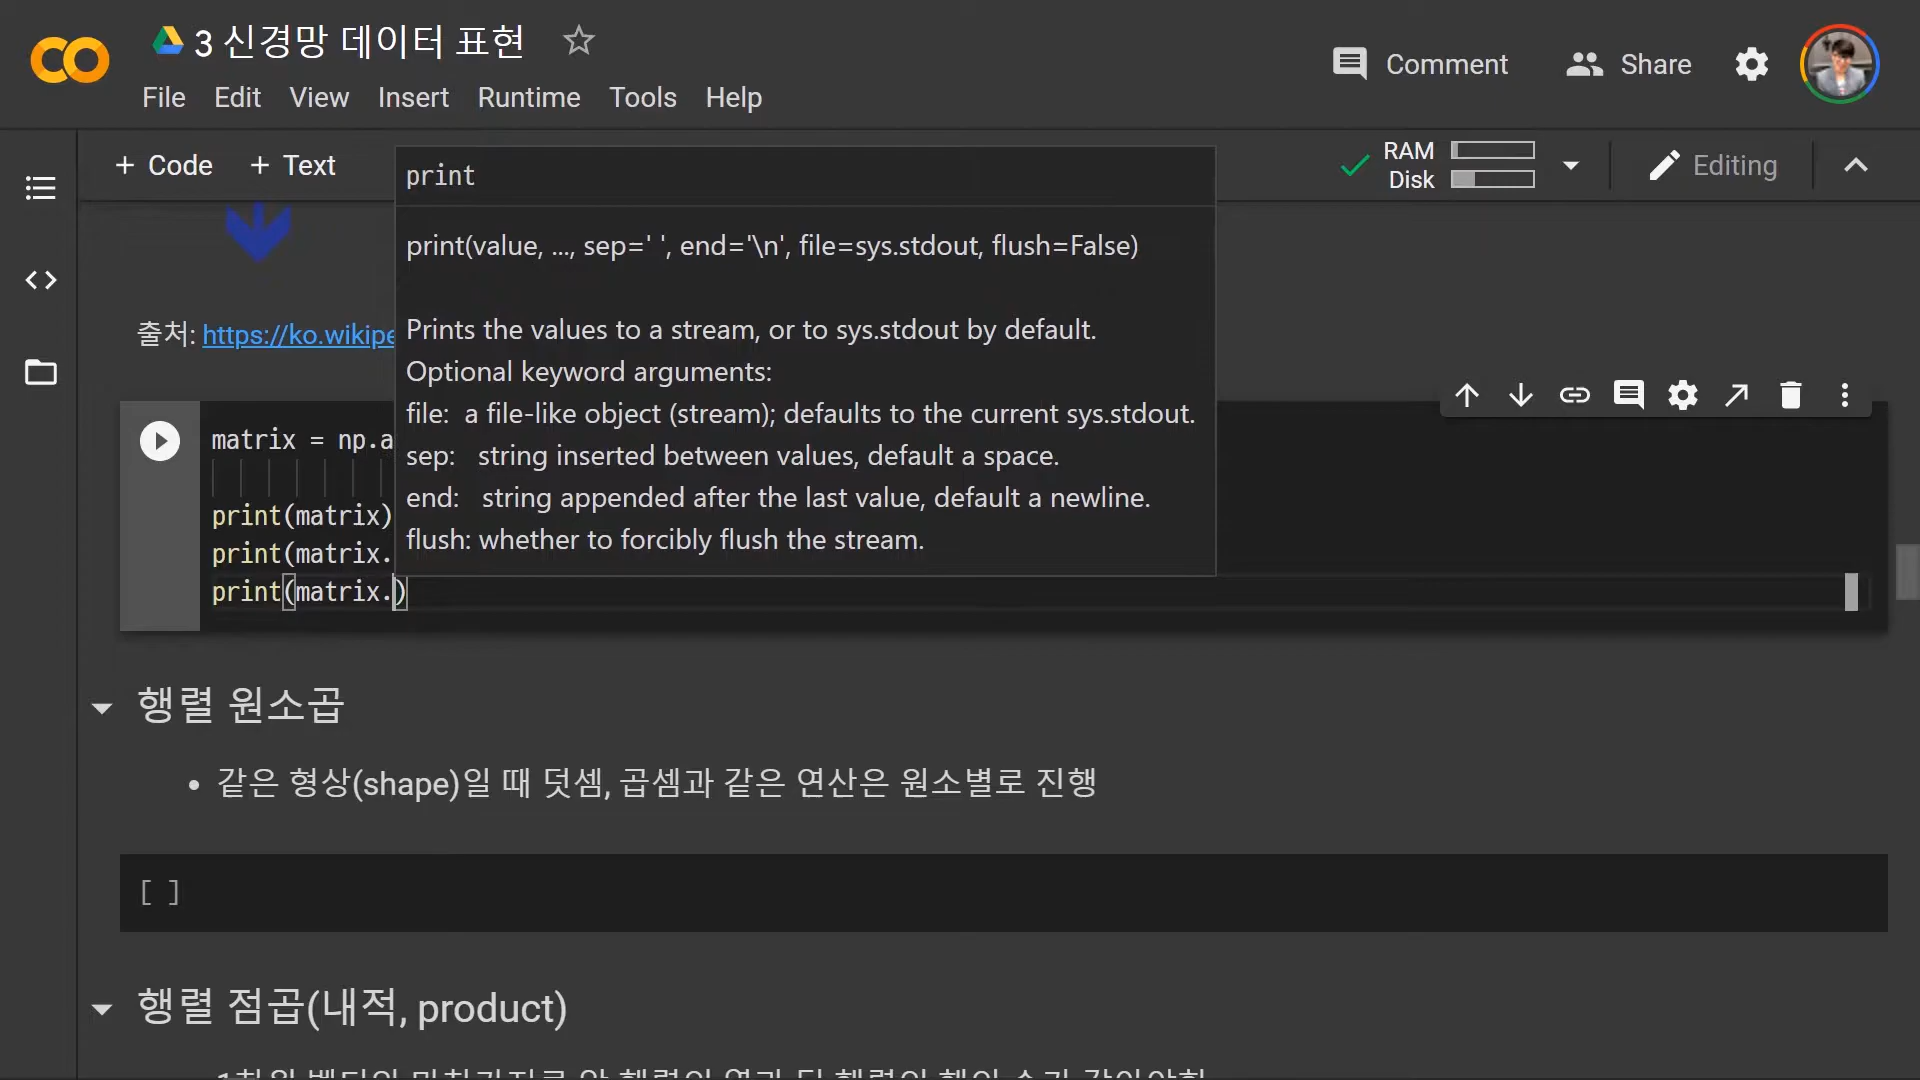 3 신경망 데이터 표현
File Edit View Insert Runtime Tools Help
Comment Share
+ Code + Text
RAM
Disk
Editing
print
print(value, ..., sep=' ', end='\n', file=sys.stdout, flush=False)
Prints the values to a stream, or to sys.stdout by default.
Optional keyword arguments:
file: a file-like object (stream); defaults to the current sys.stdout.
sep: string inserted between values, default a space.
end: string appended after the last value, default a newline.
flush: whether to forcibly flush the stream.
출처: https://ko.wikipe
matrix = np.a
print(matrix)
print(matrix.
print(matrix.)
행렬 원소곱
• 같은 형상(shape)일 때 덧셈, 곱셈과 같은 연산은 원소별로 진행
[ ]
행렬 점곱(내적, product)